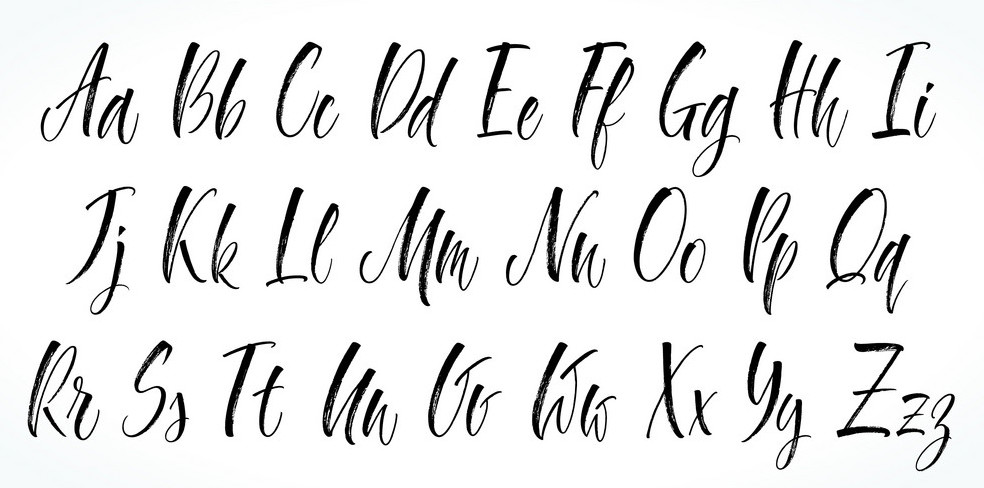 Aa Bb Cc Dd Ee Ff Gg Hh Ii
Jj Kk Ll Mm Nn Oo Pp Qq
Rr Ss Tt Uu Vv Ww Xx Yy Zzz